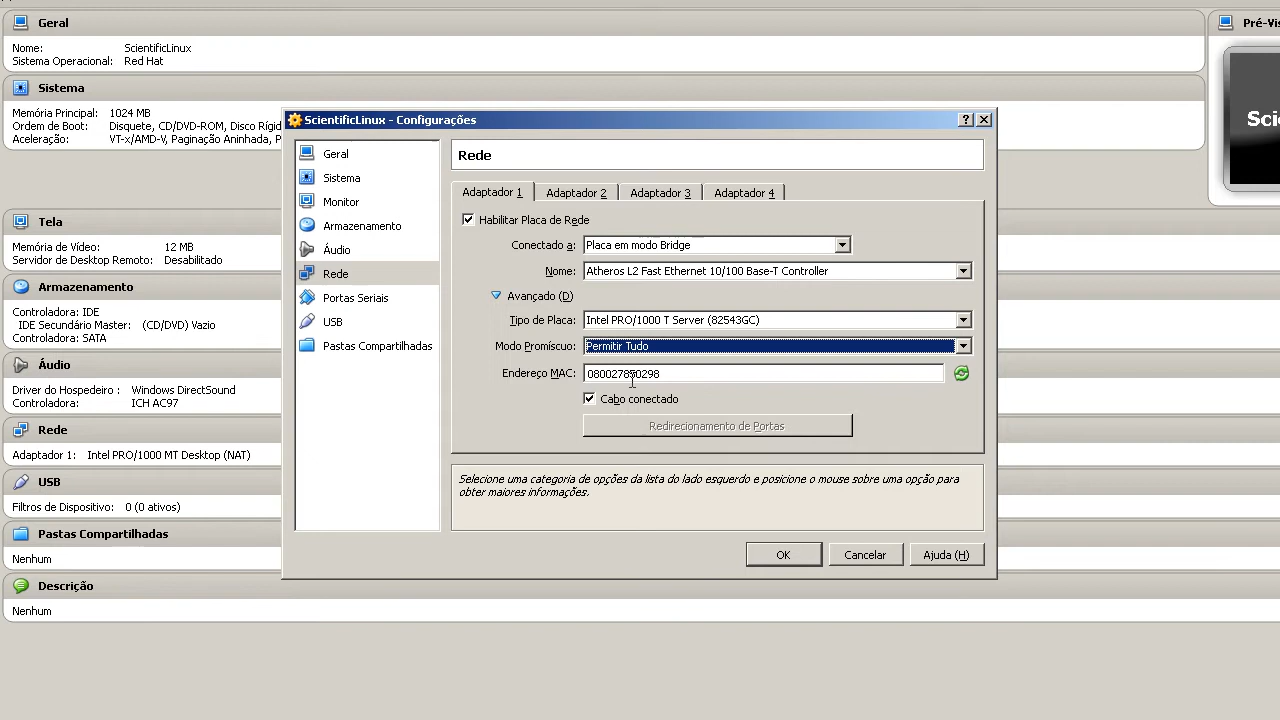 Geral
Nome: ScientificLinux
Sistema Operacional: Red Hat
Sistema
Memória Principal: 1024 MB
Ordem de Boot: Disquete, CD/DVD-ROM, Disco Rígid
Aceleração: VT-x/AMD-V, Paginação Aninhada, P
Tela
Memória de Vídeo: 12 MB
Servidor de Desktop Remoto: Desabilitado
Armazenamento
Controladora: IDE
IDE Secundário Master: (CD/DVD) Vazio
Controladora: SATA
Áudio
Driver do Hospedeiro : Windows DirectSound
Controladora: ICH AC97
Rede
Adaptador 1: Intel PRO/1000 MT Desktop (NAT)
USB
Filtros de Dispositivo: 0 (0 ativos)
Pastas Compartilhadas
Nenhum
Descrição
Nenhum
Pré-Vis
Sci
ScientificLinux - Configurações
Geral
Sistema
Monitor
Armazenamento
Áudio
Rede
Portas Seriais
USB
Pastas Compartilhadas
Rede
Adaptador 1 Adaptador 2 Adaptador 3 Adaptador 4
Habilitar Placa de Rede
Conectado a: Placa em modo Bridge
Nome: Atheros L2 Fast Ethernet 10/100 Base-T Controller
Avançado (D)
Tipo de Placa: Intel PRO/1000 T Server (82543GC)
Modo Promíscuo: Permitir Tudo
Endereço MAC:
Cabo conectado
Redirecionamento de Portas
Selecione uma categoria de opções da lista do lado esquerdo e posicione o mouse sobre uma opção para
obter maiores informações.
OK Cancelar Ajuda (H)